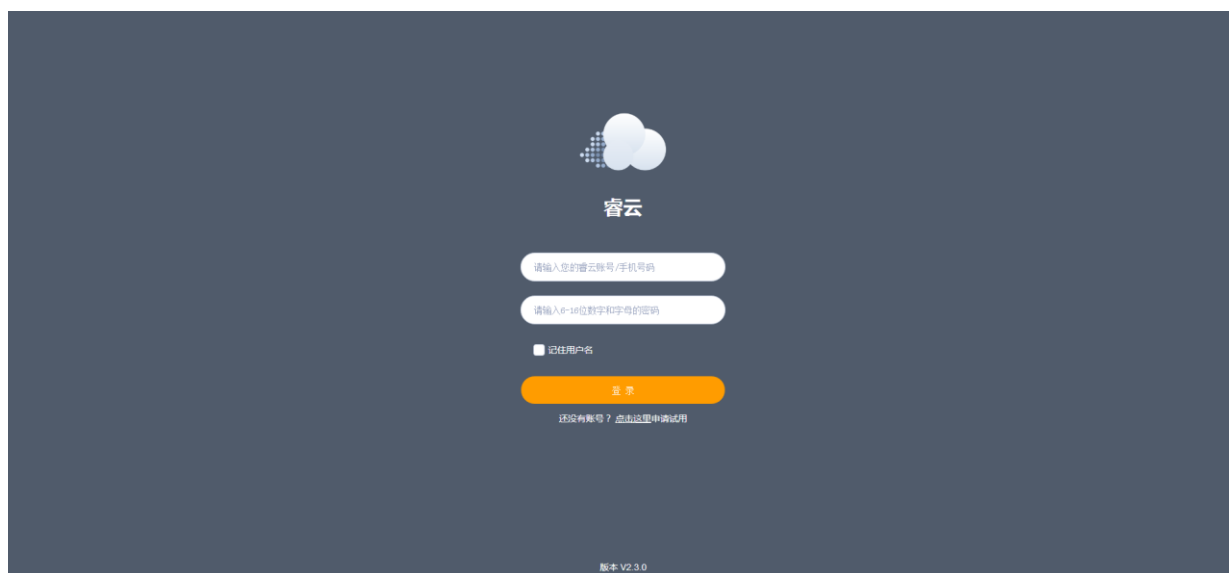 睿云
请输入您的睿云账号/手机号码
请输入6-16位数字和字母的密码
记住用户名
登 录
还没有账号？点击这里申请试用
版本 V2.3.0